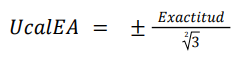 UcalEA = ± Exactitud / ²√3